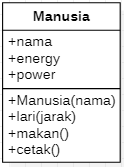 Manusia
+nama
+energy
+power
+Manusia(nama)
+lari(jarak)
+makan()
+cetak()